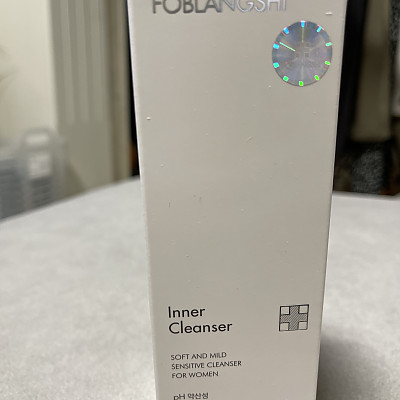 FOBLANGSHI
Inner
Cleanser
SOFT AND MILD
SENSITIVE CLEANSER
FOR WOMEN
pH 약산성